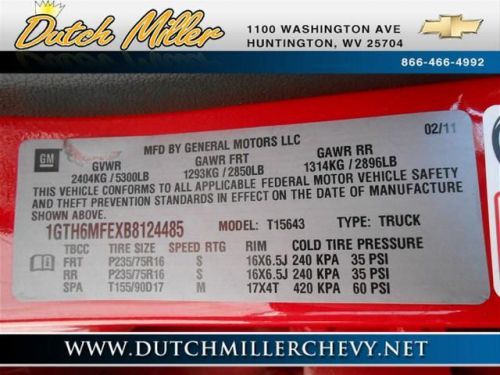 Dutch Miller
1100 WASHINGTON AVE
HUNTINGTON, WV 25704
866-466-4992
02/11
GM
MFD BY GENERAL MOTORS LLC
GVWR GAWR FRT GAWR RR
2404KG / 5300LB 1293KG / 2850LB 1314KG / 2896LB
THIS VEHICLE CONFORMS TO ALL APPLICABLE FEDERAL MOTOR VEHICLE SAFETY
AND THEFT PREVENTION STANDARDS IN EFFECT ON THE DATE OF MANUFACTURE
SHOWN ABOVE.
1GTH6MFEXB8124485 MODEL: T15643 TYPE: TRUCK
TBCC TIRE SIZE SPEED RTG RIM COLD TIRE PRESSURE
FRT P235/75R16 S 16X6.5J 240 KPA 35 PSI
RR P235/75R16 S 16X6.5J 240 KPA 35 PSI
SPA T155/90D17 M 17X4T 420 KPA 60 PSI
WWW.DUTCHMILLERCHEVY.NET